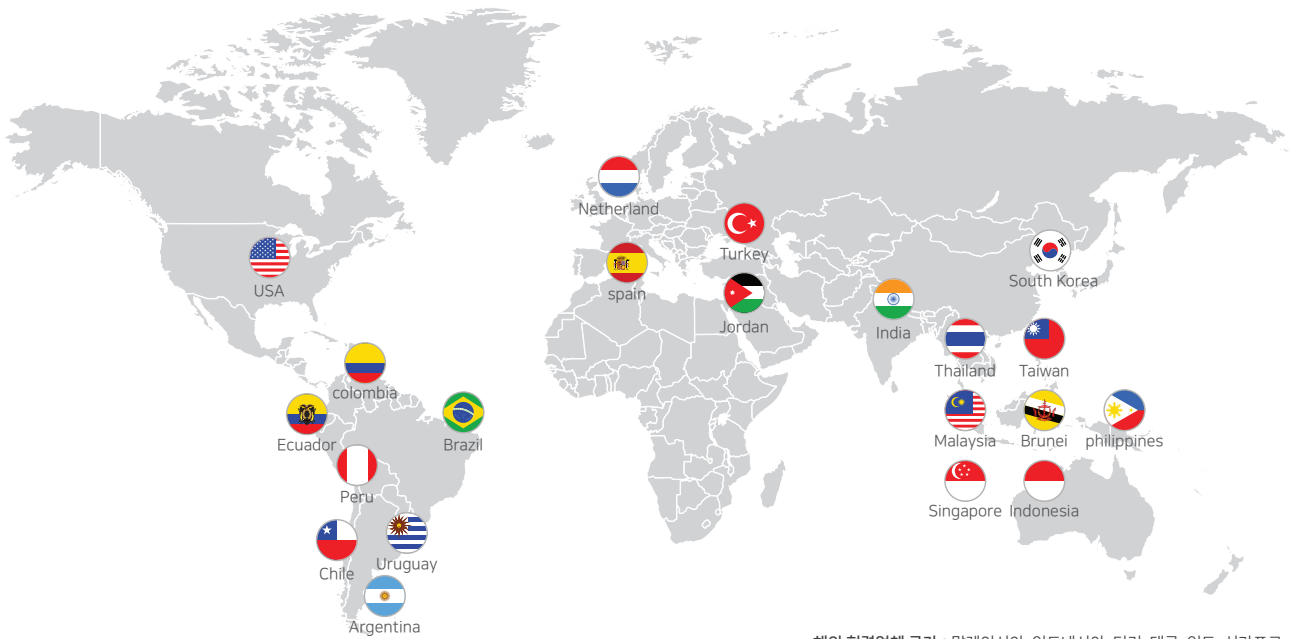 Netherland
Turkey
USA
spain
South Korea
Jordan
India
Thailand
Taiwan
colombia
Ecuador
Brazil
Malaysia
Brunei
philippines
Peru
Singapore
Indonesia
Chile
Uruguay
Argentina